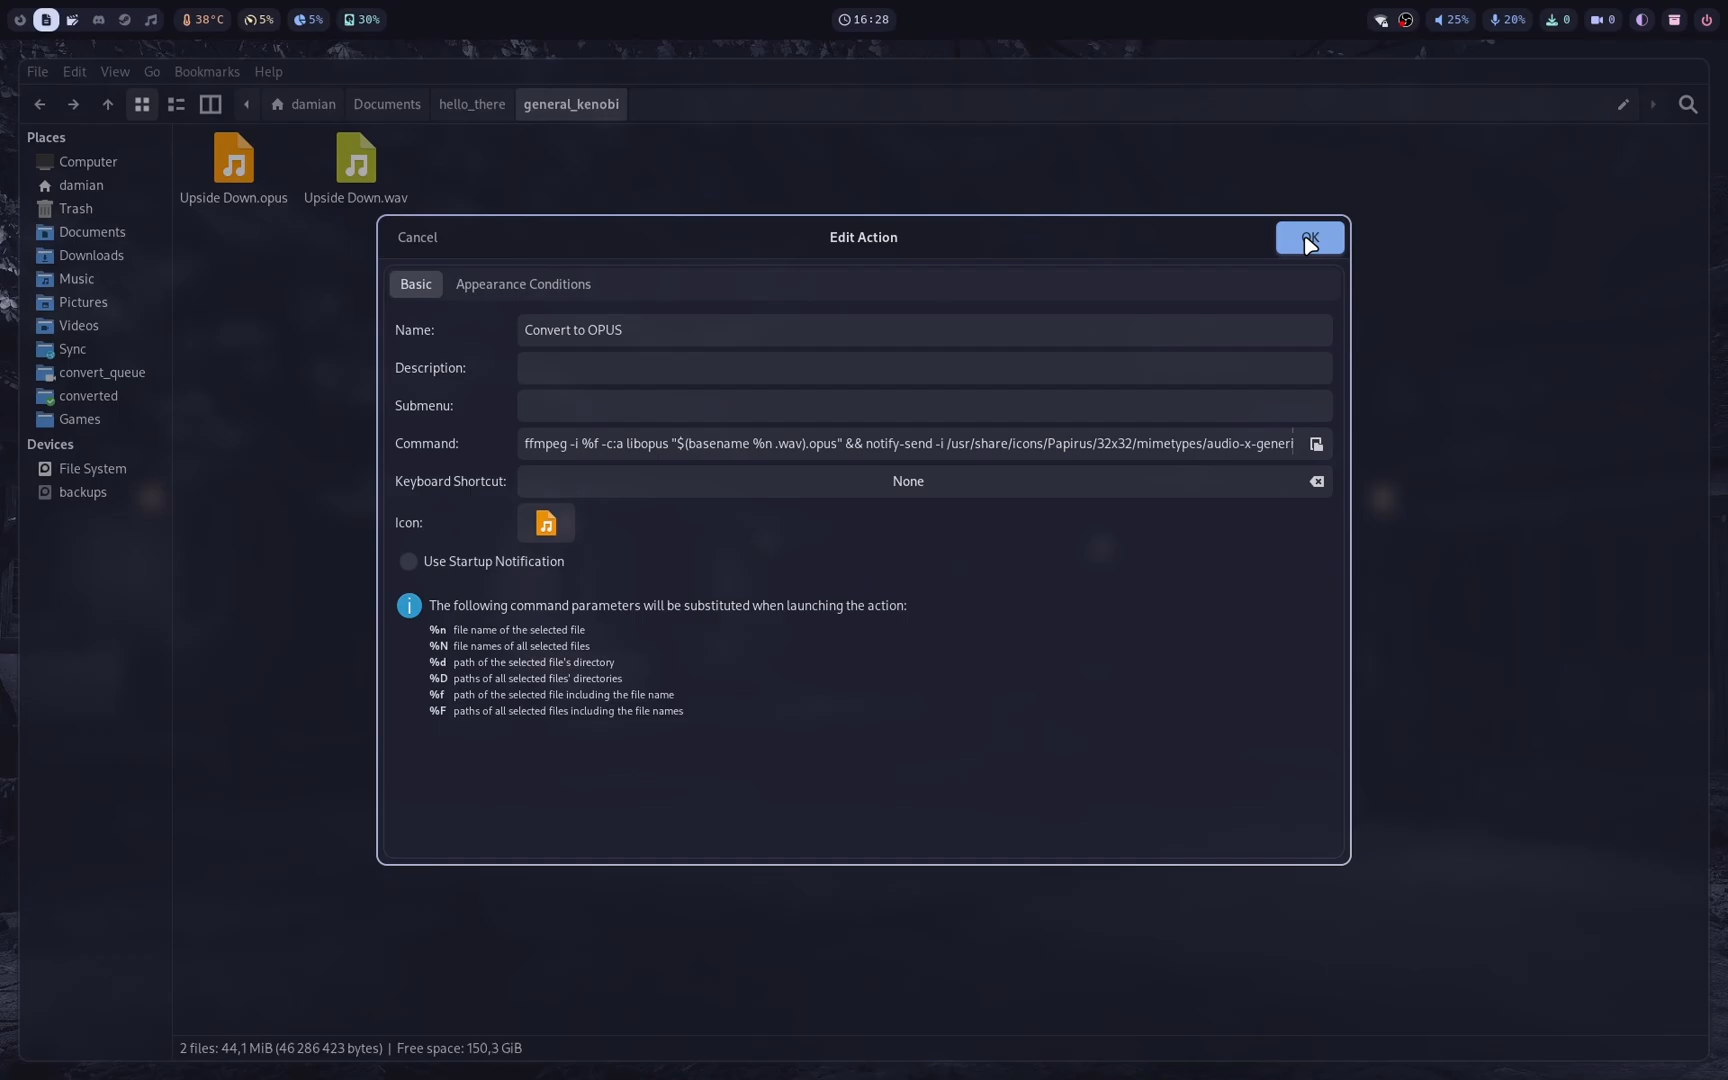 38°C 5% 5% 30% 16:28 25% 20% 0 0
File Edit View Go Bookmarks Help
damian Documents hello_there general_kenobi
Places
Computer
damian
Trash
Documents
Downloads
Music
Pictures
Videos
Sync
convert_queue
converted
Games
Devices
File System
backups
Upside Down.opus Upside Down.wav
Cancel Edit Action OK
Basic Appearance Conditions
Name: Convert to OPUS
Description:
Submenu:
Command: ffmpeg -i %f -c:a libopus "$(basename %n .wav).opus" && notify-send -i /usr/share/icons/Papirus/32x32/mimetypes/audio-x-generi
Keyboard Shortcut: None
Icon:
Use Startup Notification
The following command parameters will be substituted when launching the action:
%n file name of the selected file
%N file names of all selected files
%d path of the selected file's directory
%D paths of all selected files' directories
%f path of the selected file including the file name
%F paths of all selected files including the file names
2 files: 44,1 MiB (46 286 423 bytes) | Free space: 150,3 GiB